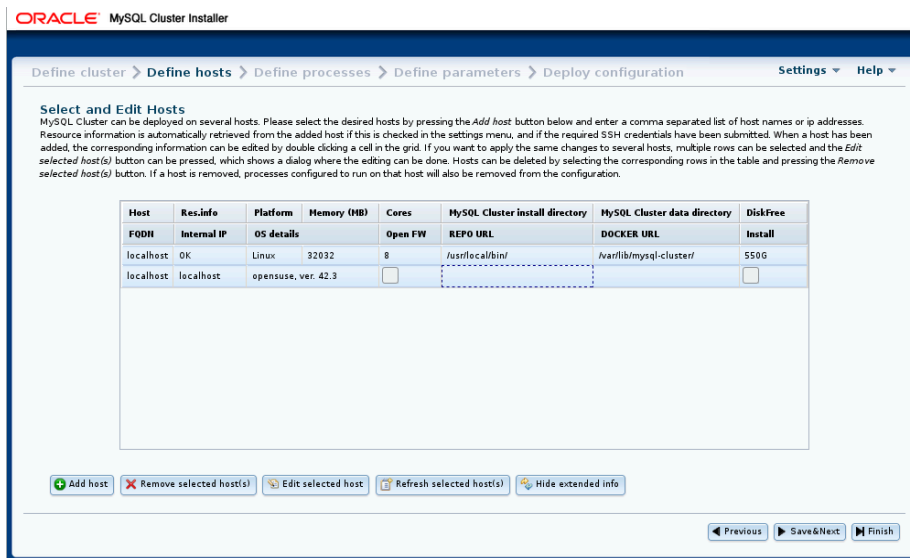 ORACLE® MySQL Cluster Installer
Define cluster > Define hosts > Define processes > Define parameters > Deploy configuration Settings Help
Select and Edit Hosts
MySQL Cluster can be deployed on several hosts. Please select the desired hosts by pressing the Add host button below and enter a comma separated list of host names or ip addresses.
Resource information is automatically retrieved from the added host if this is checked in the settings menu, and if the required SSH credentials have been submitted. When a host has been
added, the corresponding information can be edited by double clicking a cell in the grid. If you want to apply the same changes to several hosts, multiple rows can be selected and the Edit
selected host(s) button can be pressed, which shows a dialog where the editing can be done. Hosts can be deleted by selecting the corresponding rows in the table and pressing the Remove
selected host(s) button. If a host is removed, processes configured to run on that host will also be removed from the configuration.
Host Res.info Platform Memory (MB) Cores MySQL Cluster install directory MySQL Cluster data directory DiskFree
FQDN Internal IP OS details Open FW REPO URL DOCKER URL Install
localhost OK Linux 32032 8 /usr/local/bin/ /var/lib/mysql-cluster/ 550G
localhost localhost opensuse, ver. 42.3
Add host Remove selected host(s) Edit selected host Refresh selected host(s) Hide extended info
Previous Save&Next Finish